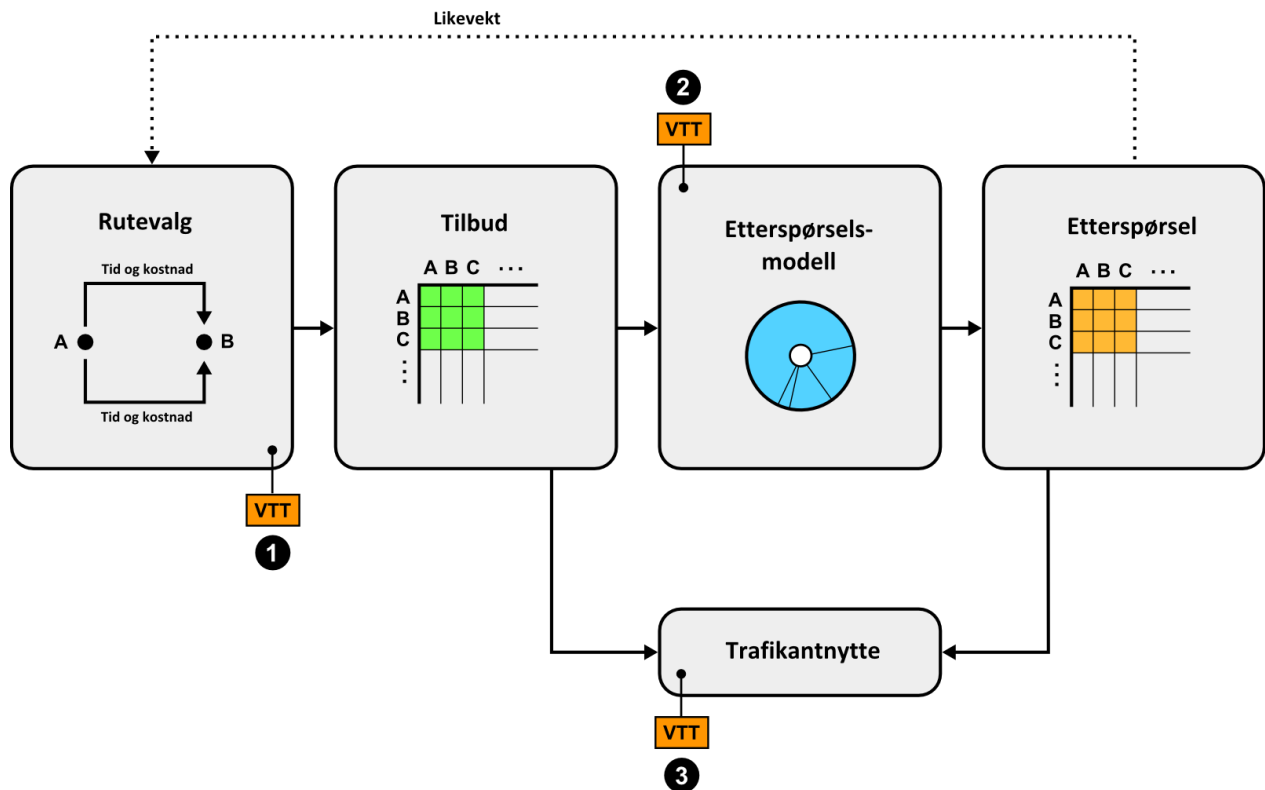 Likevekt
2
VTT
Rutevalg
Tid og kostnad
A
B
Tid og kostnad
VTT
1
Tilbud
A B C ...
A
B
C
Etterspørsels-
modell
Etterspørsel
A B C ...
A
B
C
Trafikantnytte
VTT
3